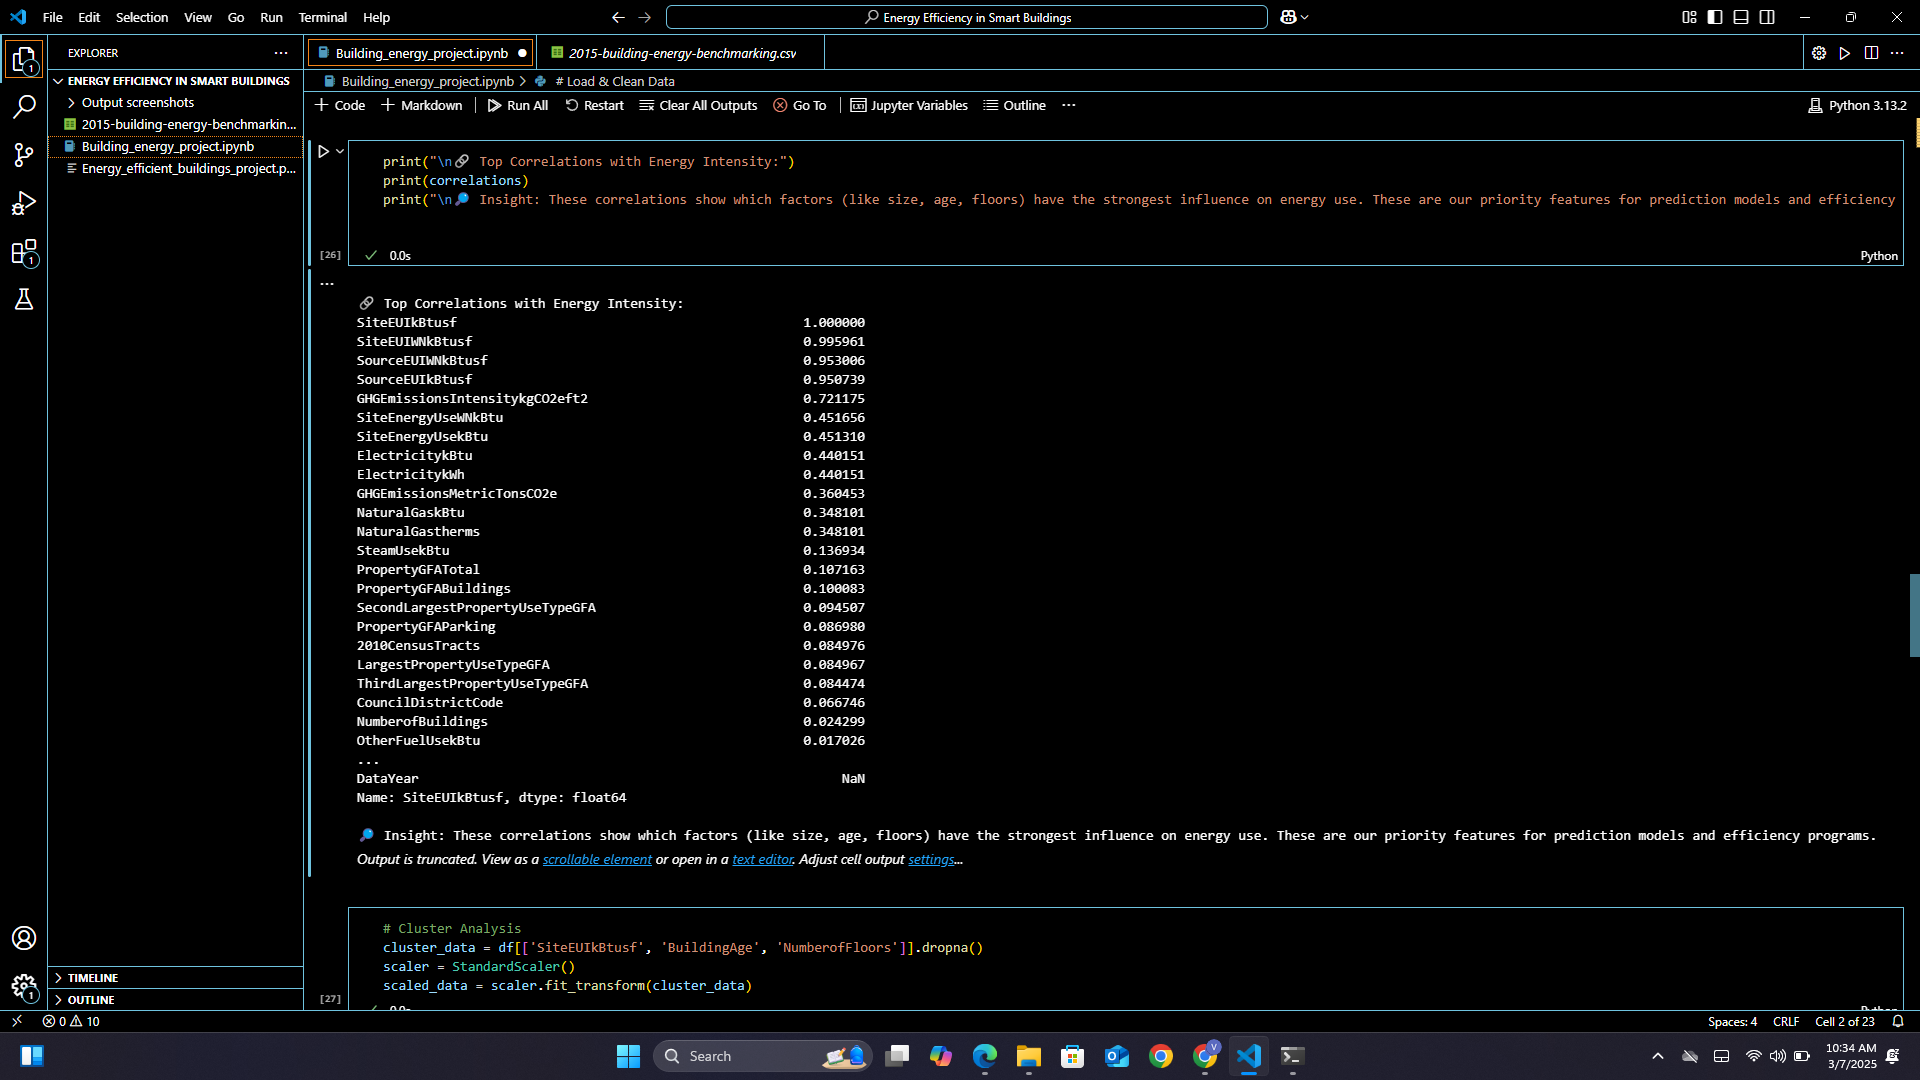 File Edit Selection View Go Run Terminal Help
Energy Efficiency in Smart Buildings
EXPLORER
ENERGY EFFICIENCY IN SMART BUILDINGS
Output screenshots
2015-building-energy-benchmarkin...
Building_energy_project.ipynb
Energy_efficient_buildings_project.p...
TIMELINE
OUTLINE
1
1
1
Building_energy_project.ipynb
2015-building-energy-benchmarking.csv
Building_energy_project.ipynb > # Load & Clean Data
Code Markdown Run All Restart Clear All Outputs Go To Jupyter Variables Outline ...
Python 3.13.2
print("\n🔗 Top Correlations with Energy Intensity:")
print(correlations)
print("\n🔎 Insight: These correlations show which factors (like size, age, floors) have the strongest influence on energy use. These are our priority features for prediction models and efficiency
[26] 0.0s Python
...
🔗 Top Correlations with Energy Intensity:
SiteEUIkBtusf 1.000000
SiteEUIWNkBtusf 0.995961
SourceEUIWNkBtusf 0.953006
SourceEUIkBtusf 0.950739
GHGEmissionsIntensitykgCO2eft2 0.721175
SiteEnergyUseWNkBtu 0.451656
SiteEnergyUsekBtu 0.451310
ElectricitykBtu 0.440151
ElectricitykWh 0.440151
GHGEmissionsMetricTonsCO2e 0.360453
NaturalGaskBtu 0.348101
NaturalGastherms 0.348101
SteamUsekBtu 0.136934
PropertyGFATotal 0.107163
PropertyGFABuildings 0.100083
SecondLargestPropertyUseTypeGFA 0.094507
PropertyGFAParking 0.086980
2010CensusTracts 0.084976
LargestPropertyUseTypeGFA 0.084967
ThirdLargestPropertyUseTypeGFA 0.084474
CouncilDistrictCode 0.066746
NumberofBuildings 0.024299
OtherFuelUsekBtu 0.017026
...
DataYear NaN
Name: SiteEUIkBtusf, dtype: float64
🔎 Insight: These correlations show which factors (like size, age, floors) have the strongest influence on energy use. These are our priority features for prediction models and efficiency programs.
Output is truncated. View as a scrollable element or open in a text editor. Adjust cell output settings...
# Cluster Analysis
cluster_data = df[['SiteEUIkBtusf', 'BuildingAge', 'NumberofFloors']].dropna()
scaler = StandardScaler()
scaled_data = scaler.fit_transform(cluster_data)
[27] 0.0s Python
0 10
Spaces: 4 CRLF Cell 2 of 23
Search
V
10:34 AM
3/7/2025